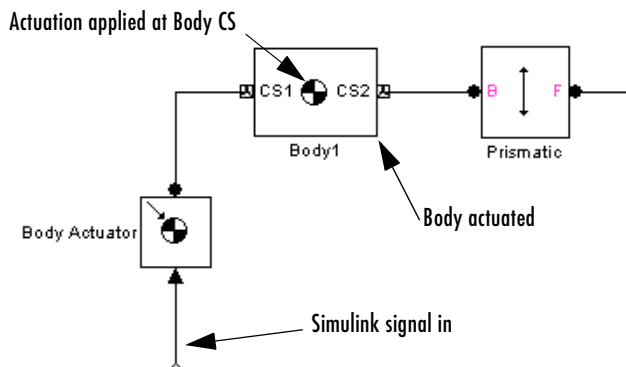 Actuation applied at Body CS
CS1 CS2
B F
Body1
Prismatic
Body actuated
Body Actuator
Simulink signal in